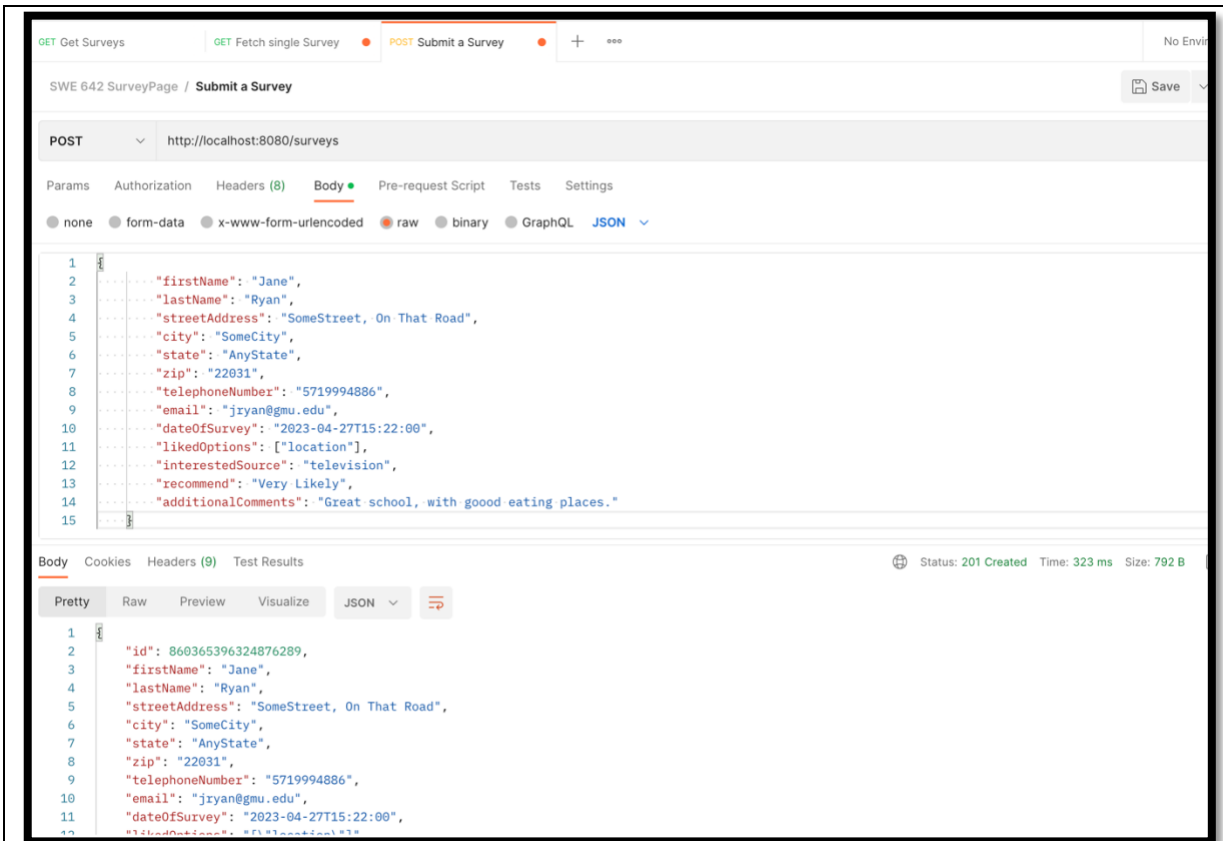 GET Get Surveys GET Fetch single Survey POST Submit a Survey + ooo No Envir
SWE 642 SurveyPage / Submit a Survey Save
POST http://localhost:8080/surveys
Params Authorization Headers (8) Body Pre-request Script Tests Settings
none form-data x-www-form-urlencoded raw binary GraphQL JSON
1 {
2 "firstName": "Jane",
3 "lastName": "Ryan",
4 "streetAddress": "SomeStreet, On That Road",
5 "city": "SomeCity",
6 "state": "AnyState",
7 "zip": "22031",
8 "telephoneNumber": "5719994886",
9 "email": "jryan@gmu.edu",
10 "dateOfSurvey": "2023-04-27T15:22:00",
11 "likedOptions": ["location"],
12 "interestedSource": "television",
13 "recommend": "Very Likely",
14 "additionalComments": "Great school, with goood eating places."
15 }
Body Cookies Headers (9) Test Results Status: 201 Created Time: 323 ms Size: 792 B
Pretty Raw Preview Visualize JSON
1 {
2 "id": 860365396324876289,
3 "firstName": "Jane",
4 "lastName": "Ryan",
5 "streetAddress": "SomeStreet, On That Road",
6 "city": "SomeCity",
7 "state": "AnyState",
8 "zip": "22031",
9 "telephoneNumber": "5719994886",
10 "email": "jryan@gmu.edu",
11 "dateOfSurvey": "2023-04-27T15:22:00",
12 "likedOptions": "[\"location\"]"